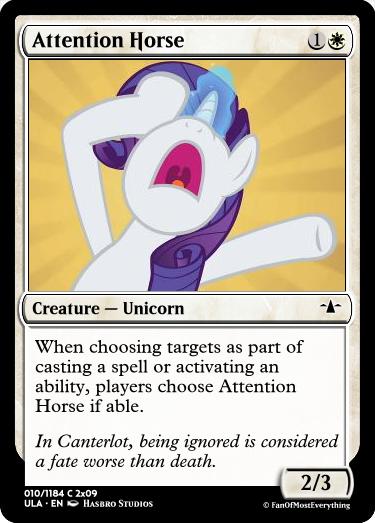 Attention Horse 1
Creature — Unicorn
When choosing targets as part of
casting a spell or activating an
ability, players choose Attention
Horse if able.
In Canterlot, being ignored is considered
a fate worse than death.
2/3
010/1184 C 2x09
ULA • EN Hasbro Studios
© FanOfMostEverything